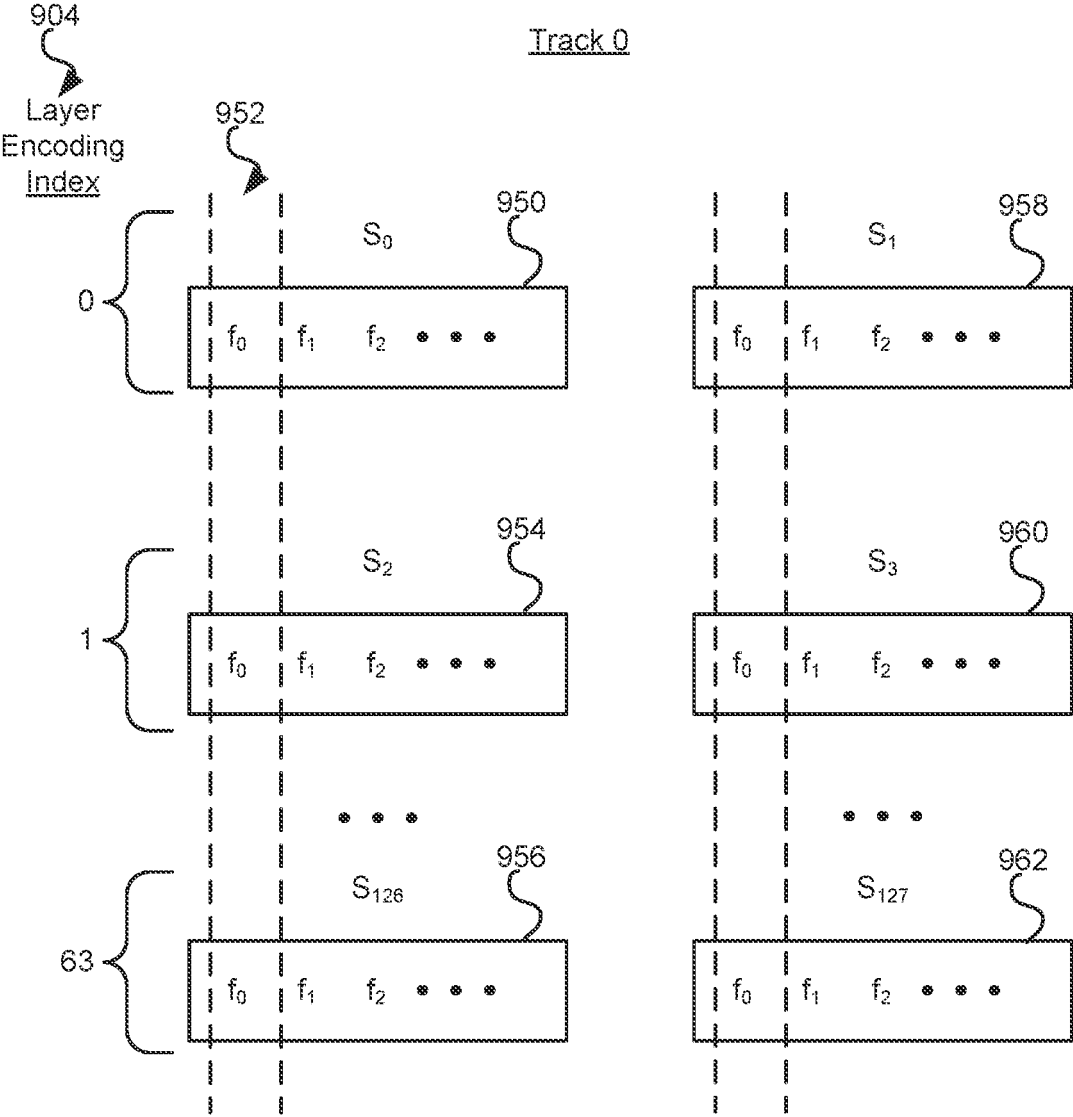 904
Track 0
Layer
Encoding
Index
952
950
958
S₀
S₁
0
f₀ f₁ f₂ • • •
f₀ f₁ f₂ • • •
954
960
S₂
S₃
1
f₀ f₁ f₂ • • •
f₀ f₁ f₂ • • •
• • •
• • •
956
962
S₁₂₆
S₁₂₇
63
f₀ f₁ f₂ • • •
f₀ f₁ f₂ • • •